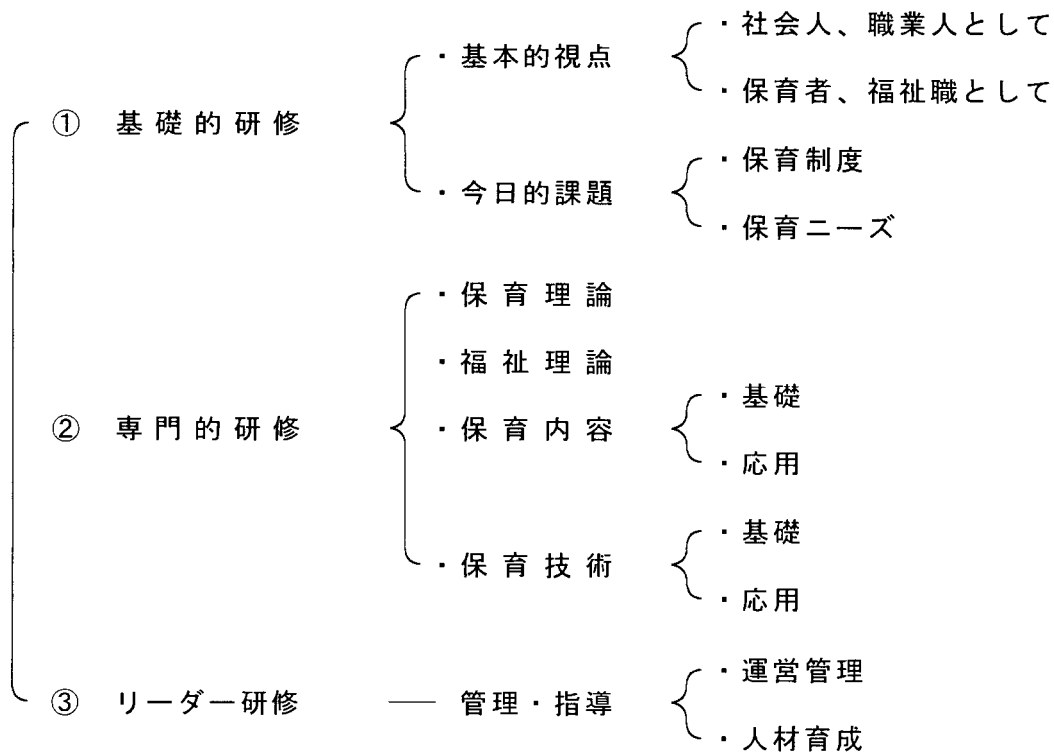 ・社会人、職業人として
・基本的視点
・保育者、福祉職として
① 基礎的研修
・保育制度
・今日的課題
・保育ニーズ
・保育理論
・福祉理論
・基礎
② 専門的研修 ・保育内容
・応用
・基礎
・保育技術
・応用
・運営管理
③ リーダー研修 ── 管理・指導
・人材育成